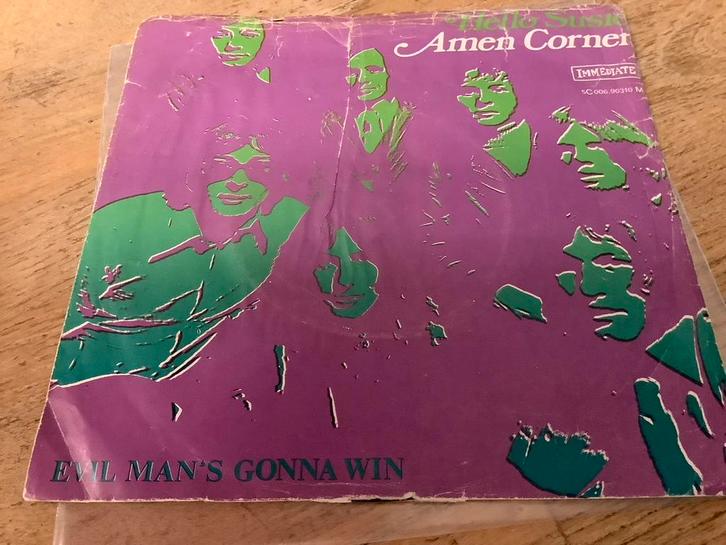 Hello Susie
Amen Corner
IMMEDIATE
5C 006.90310 M
EVIL MAN'S GONNA WIN